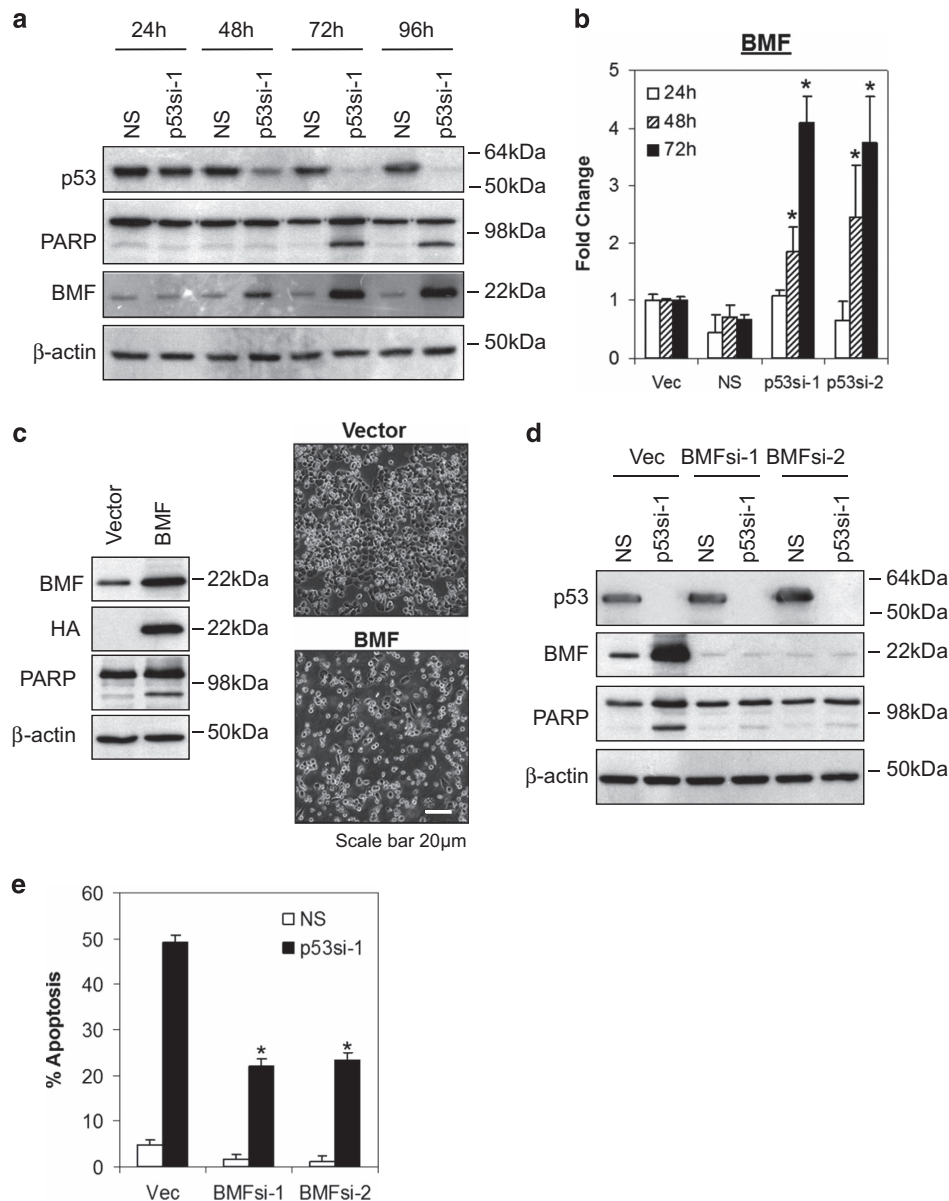 a
24h 48h 72h 96h
NS p53si-1 NS p53si-1 NS p53si-1 NS p53si-1
p53 64kDa
50kDa
PARP 98kDa
BMF 22kDa
β-actin 50kDa
b
BMF
Fold Change
5
4
3
2
1
0
24h
48h
72h
* * * *
Vec NS p53si-1 p53si-2
c
Vector BMF
BMF 22kDa
HA 22kDa
PARP 98kDa
β-actin 50kDa
Vector
BMF
Scale bar 20μm
d
Vec BMFsi-1 BMFsi-2
NS p53si-1 NS p53si-1 NS p53si-1
p53 64kDa
50kDa
BMF 22kDa
PARP 98kDa
β-actin 50kDa
e
% Apoptosis
60
50
40
30
20
10
0
NS
p53si-1
* *
Vec BMFsi-1 BMFsi-2